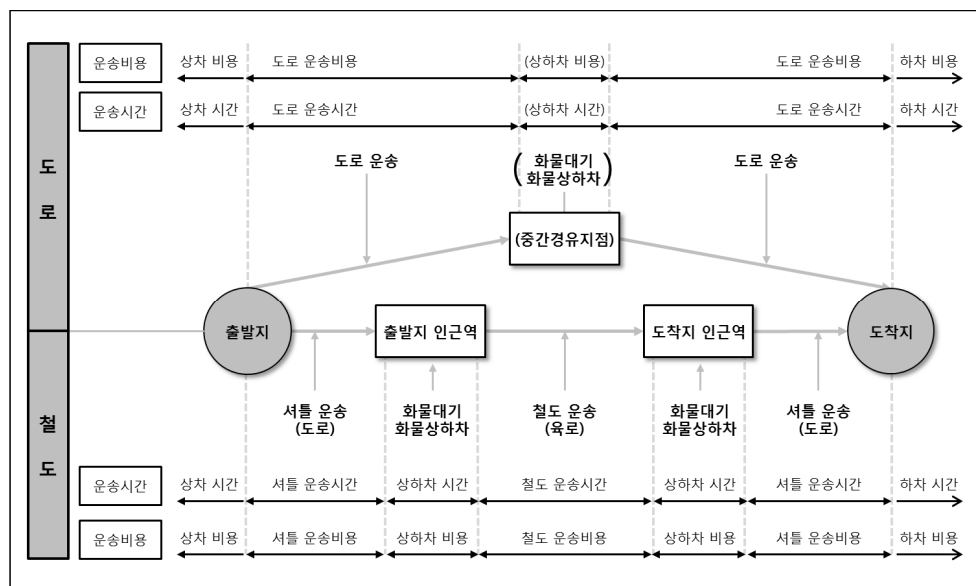 운송비용
상차 비용
도로 운송비용
(상하차 비용)
도로 운송비용
하차 비용
운송시간
상차 시간
도로 운송시간
(상하차 시간)
도로 운송시간
하차 시간
도로
도로 운송
(화물대기
화물상하차)
도로 운송
(중간경유지점)
출발지
출발지 인근역
도착지 인근역
도착지
철도
셔틀 운송
(도로)
화물대기
화물상하차
철도 운송
(육로)
화물대기
화물상하차
셔틀 운송
(도로)
운송시간
상차 시간
셔틀 운송시간
상하차 시간
철도 운송시간
상하차 시간
셔틀 운송시간
하차 시간
운송비용
상차 비용
셔틀 운송비용
상하차 비용
철도 운송비용
상하차 비용
셔틀 운송비용
하차 비용